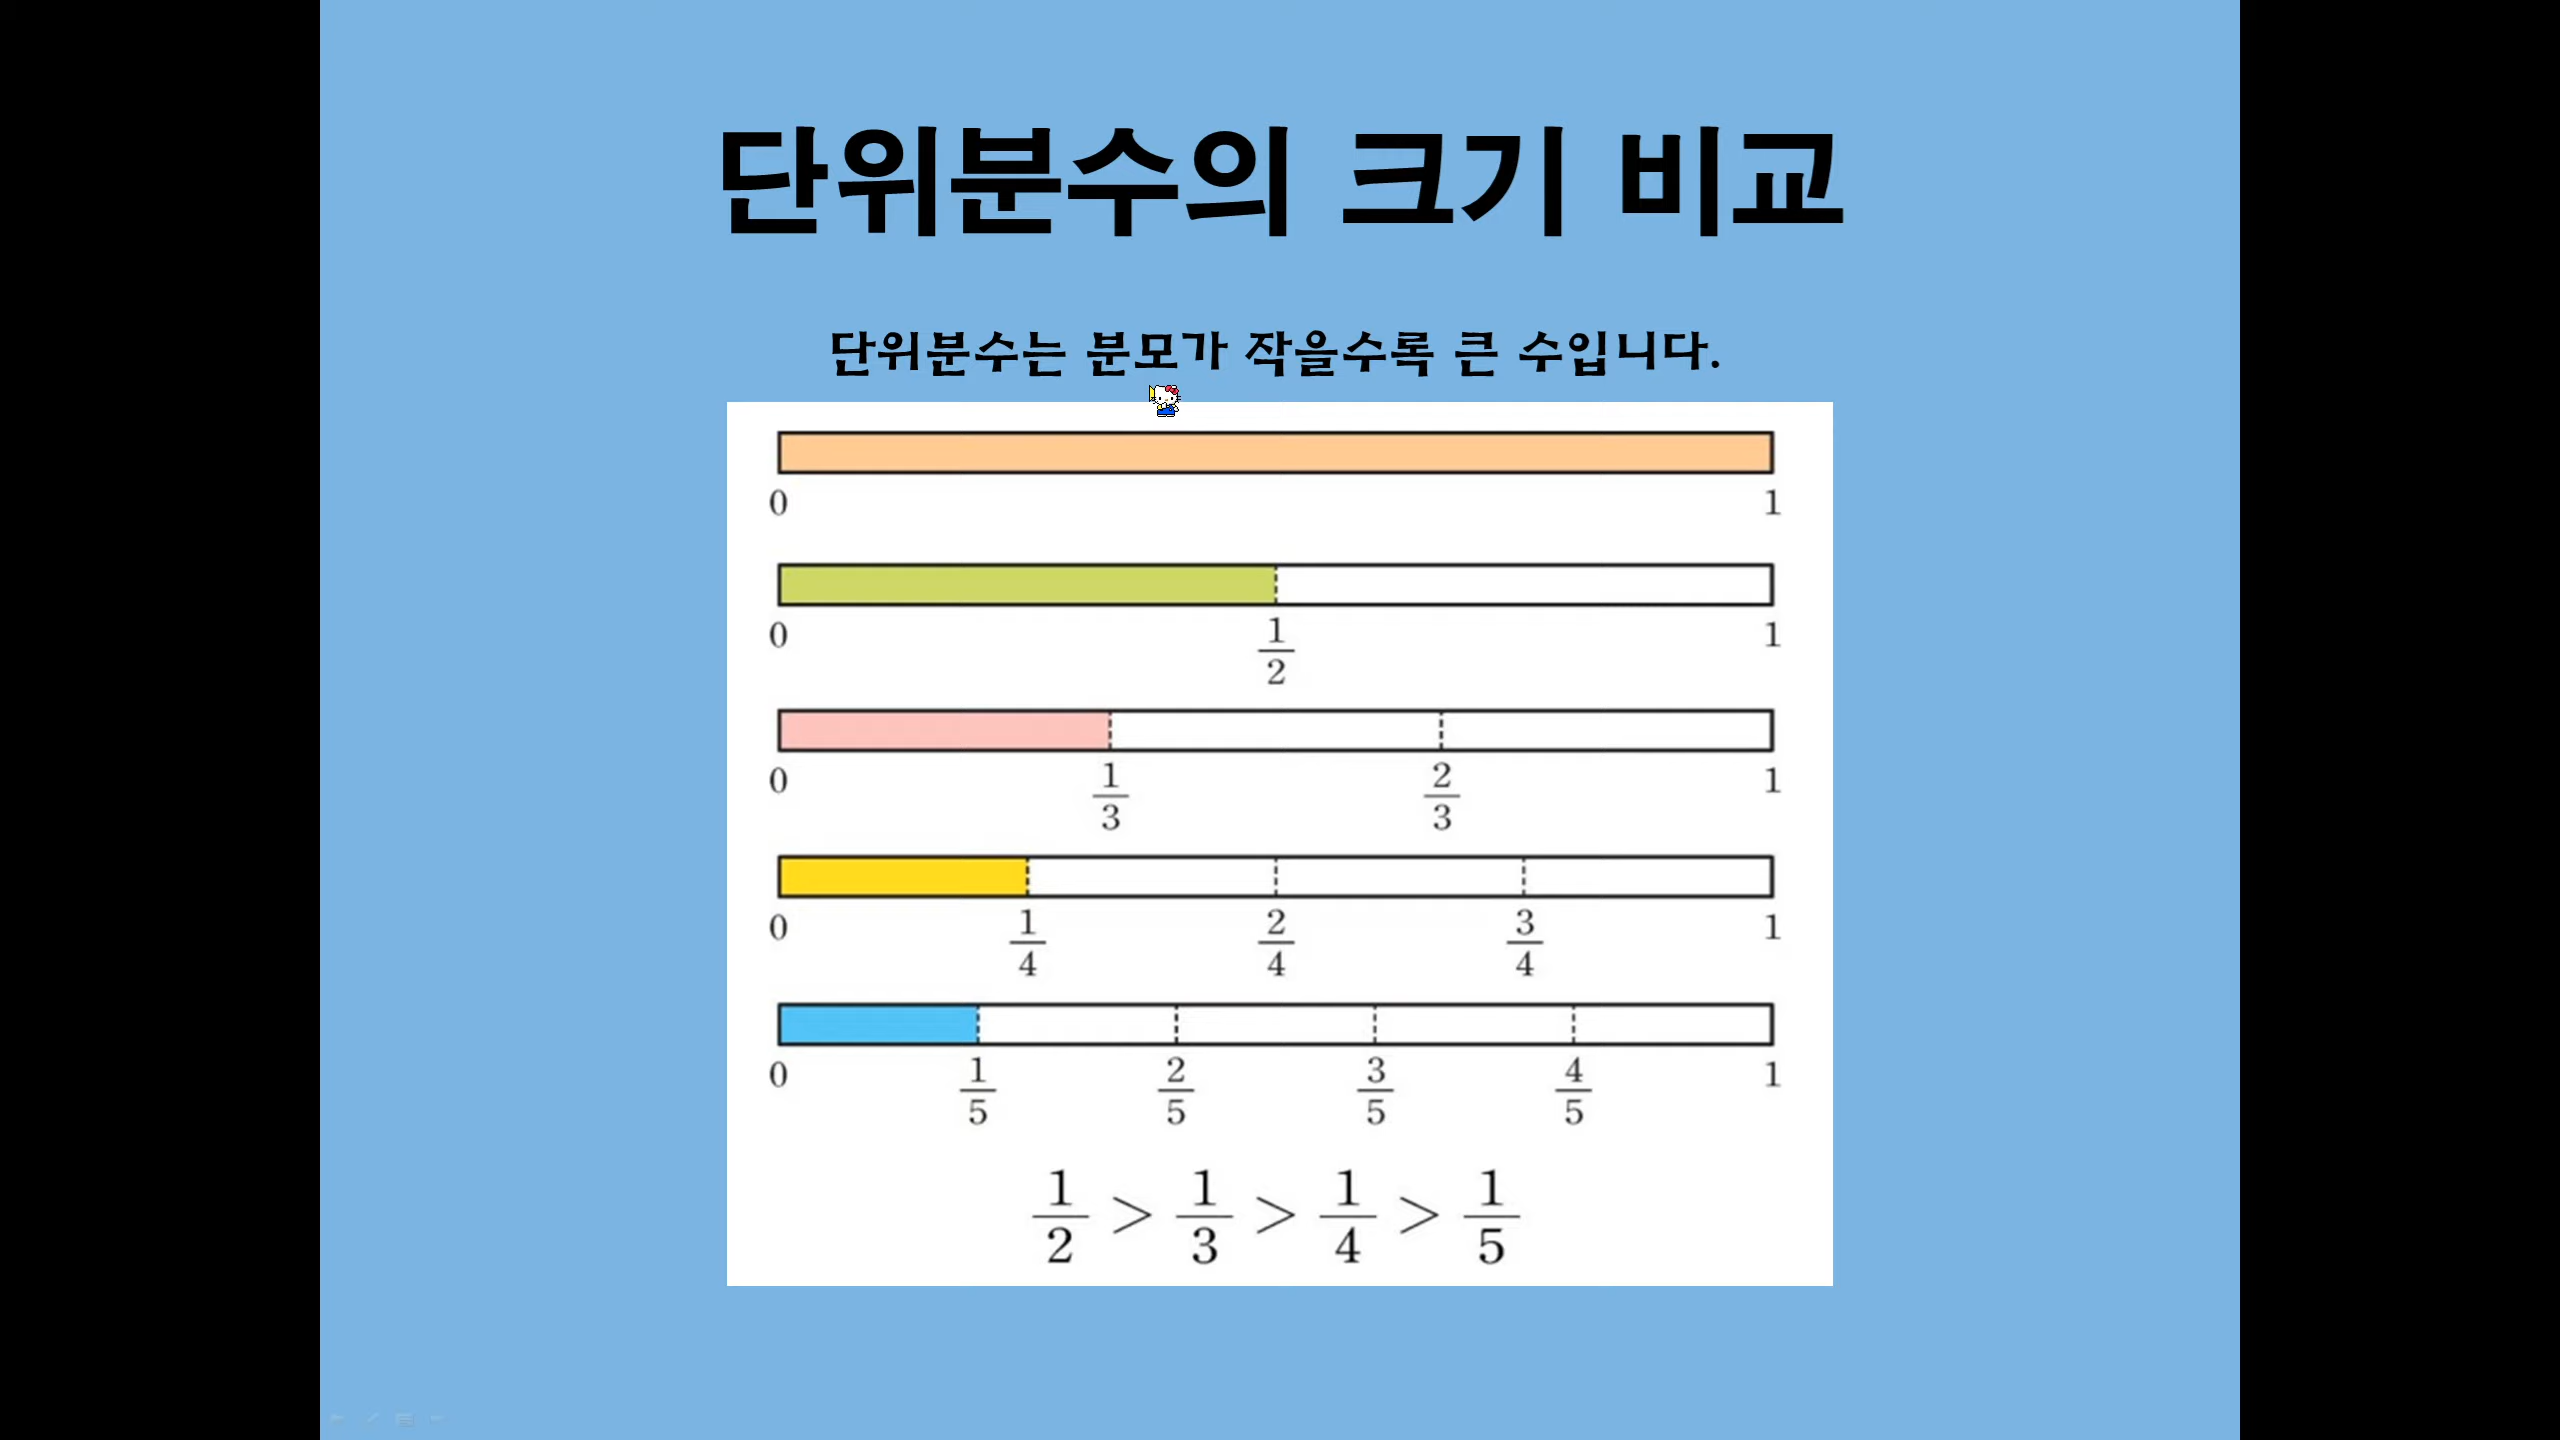 단위분수의 크기 비교
단위분수는 분모가 작을수록 큰 수입니다.
0 1
0 1/2 1
0 1/3 2/3 1
0 1/4 2/4 3/4 1
0 1/5 2/5 3/5 4/5 1
1/2 > 1/3 > 1/4 > 1/5